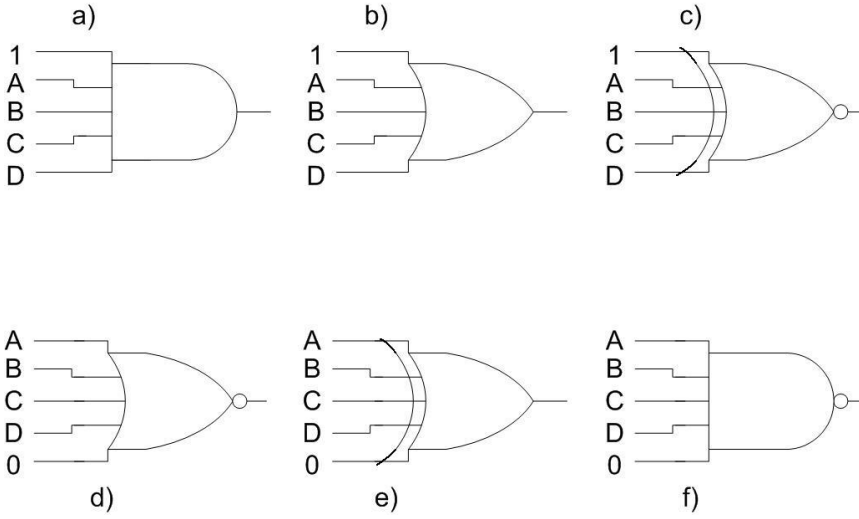 a) b) c)
1 1 1
A A A
B B B
C C C
D D D
A A A
B B B
C C C
D D D
0 0 0
d) e) f)